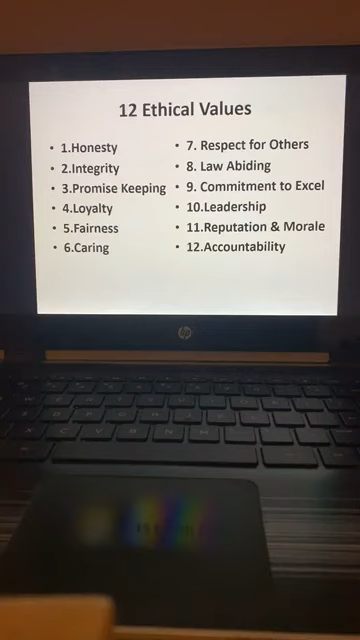 12 Ethical Values
• 1.Honesty
• 2.Integrity
• 3.Promise Keeping
• 4.Loyalty
• 5.Fairness
• 6.Caring
• 7. Respect for Others
• 8. Law Abiding
• 9. Commitment to Excel
• 10.Leadership
• 11.Reputation & Morale
• 12.Accountability
hp